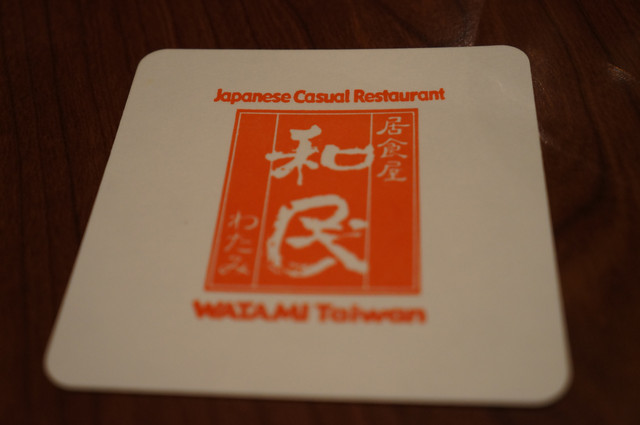 Japanese Casual Restaurant
居食屋
和民
わたみ
WATAMI Taiwan